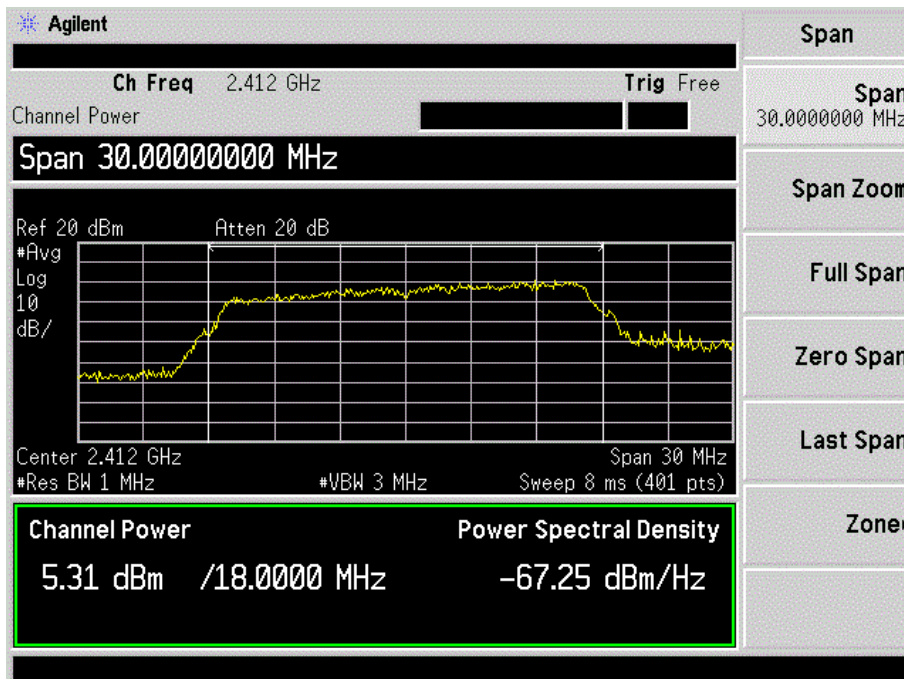 Agilent
Span
Ch Freq 2.412 GHz Trig Free
Span
30.0000000 MHz
Channel Power
Span 30.00000000 MHz
Span Zoom
Ref 20 dBm Atten 20 dB
#Avg
Log
10
dB/
Full Span
Zero Span
Last Span
Center 2.412 GHz Span 30 MHz
#Res BW 1 MHz #VBW 3 MHz Sweep 8 ms (401 pts)
Channel Power Power Spectral Density
Zone
5.31 dBm /18.0000 MHz -67.25 dBm/Hz